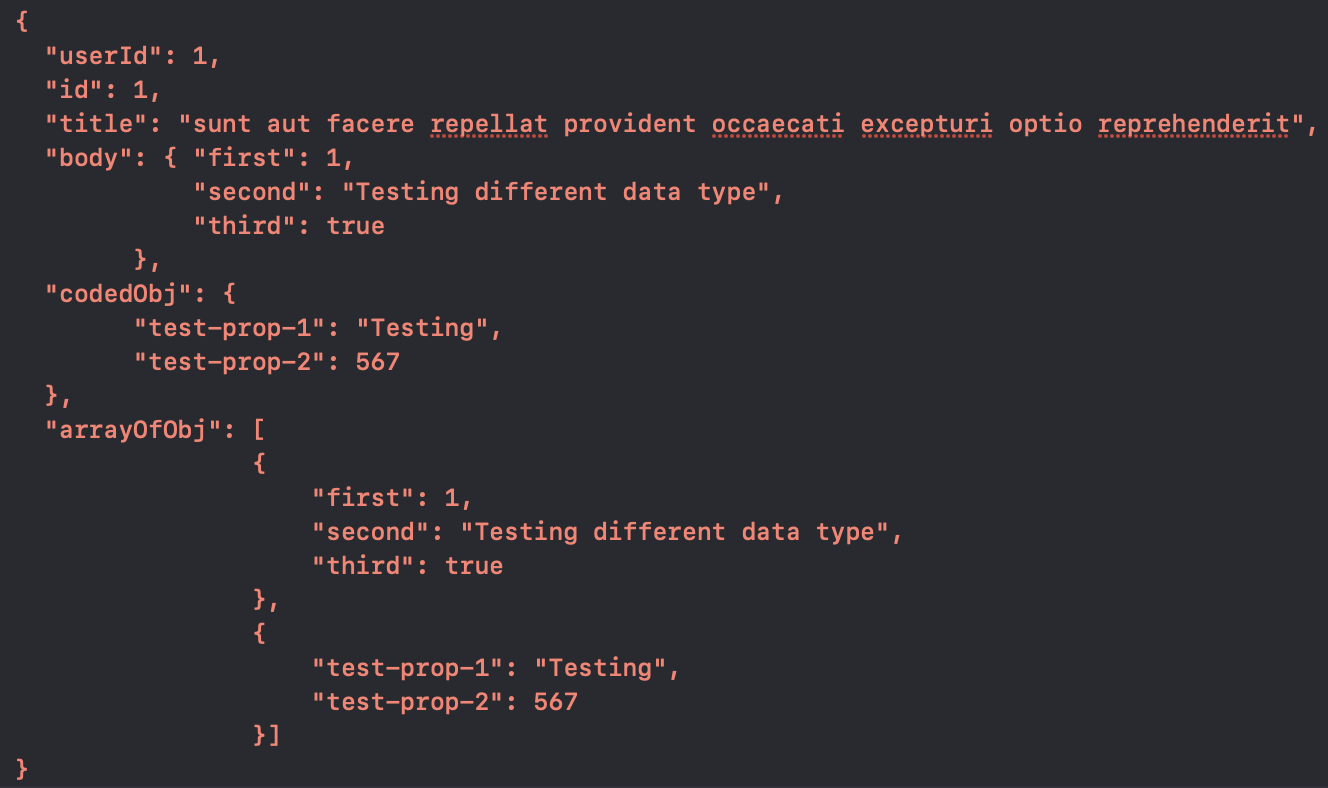 {
"userId": 1,
"id": 1,
"title": "sunt aut facere repellat provident occaecati excepturi optio reprehenderit",
"body": { "first": 1,
"second": "Testing different data type",
"third": true
},
"codedObj": {
"test-prop-1": "Testing",
"test-prop-2": 567
},
"arrayOfObj": [
{
"first": 1,
"second": "Testing different data type",
"third": true
},
{
"test-prop-1": "Testing",
"test-prop-2": 567
}]
}